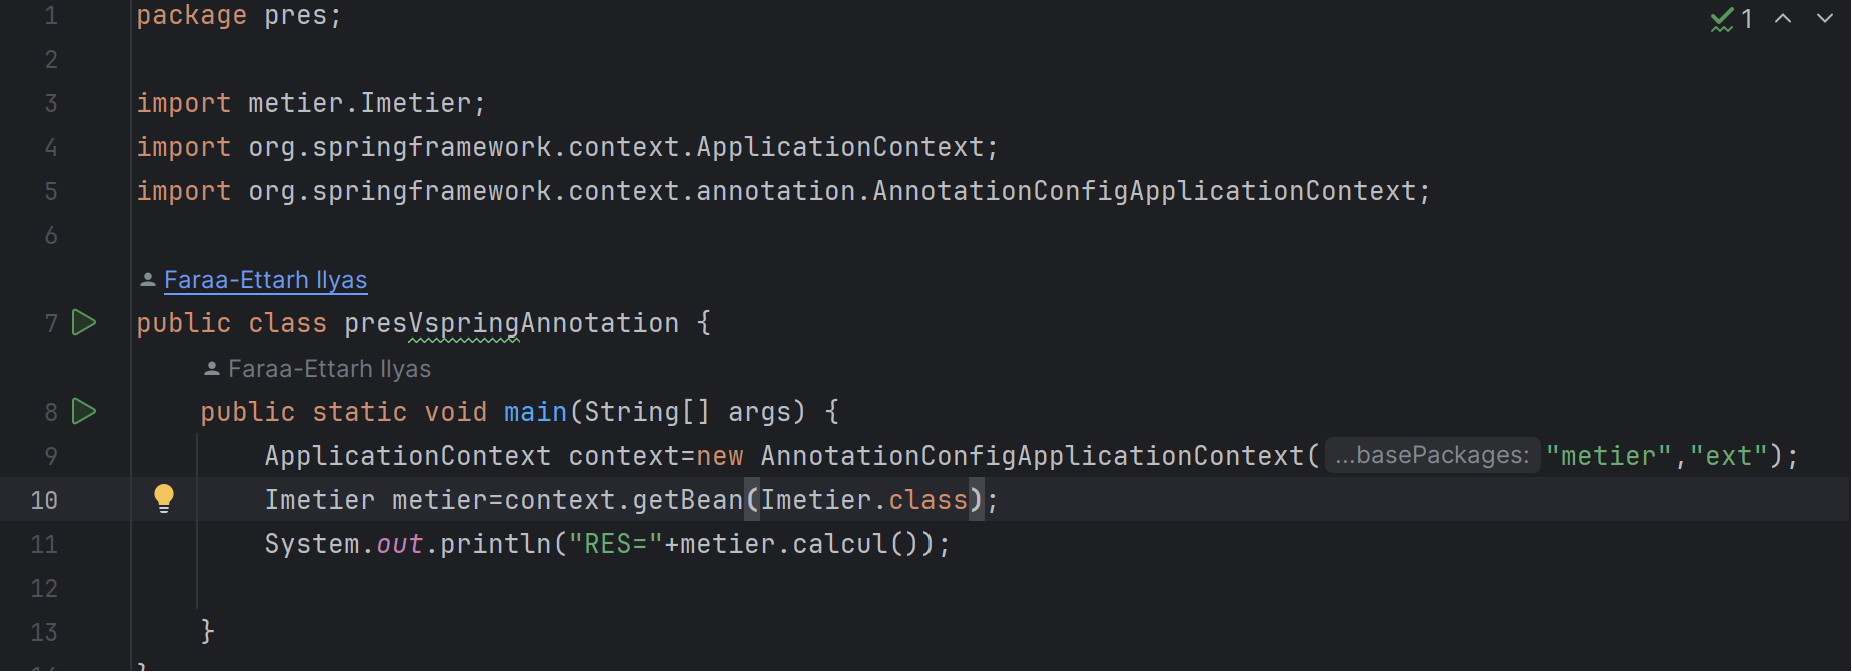 1 package pres;
1
2
3 import metier.Imetier;
4 import org.springframework.context.ApplicationContext;
5 import org.springframework.context.annotation.AnnotationConfigApplicationContext;
6
Faraa-Ettarh Ilyas
7 public class presVspringAnnotation {
Faraa-Ettarh Ilyas
8 public static void main(String[] args) {
9 ApplicationContext context=new AnnotationConfigApplicationContext( ...basePackages: "metier","ext");
10 Imetier metier=context.getBean(Imetier.class);
11 System.out.println("RES="+metier.calcul());
12
13 }